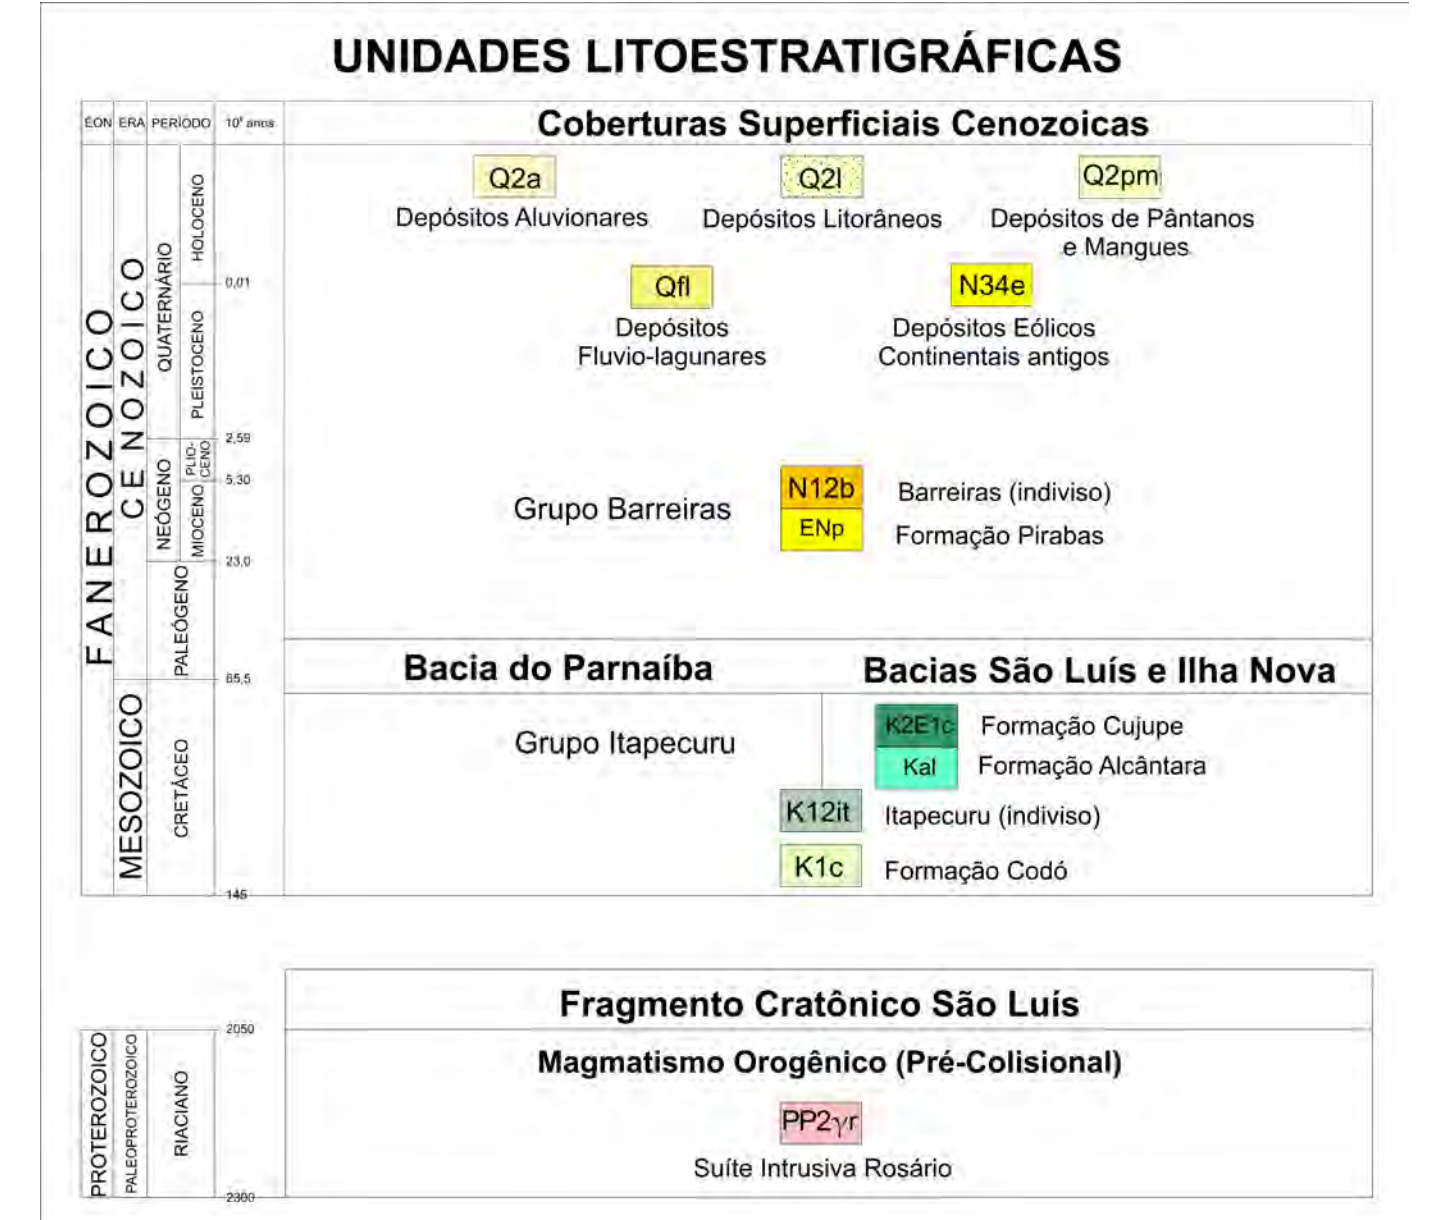 UNIDADES LITOESTRATIGRÁFICAS
ÉON ERA PERÍODO 10⁶ anos
Coberturas Superficiais Cenozoicas
FANEROZOICO
CENOZOICO
QUATERNÁRIO
HOLOCENO
Q2a
Q2l
Q2pm
Depósitos Aluvionares
Depósitos Litorâneos
Depósitos de Pântanos
e Mangues
0,01
PLEISTOCENO
Qfl
N34e
Depósitos
Fluvio-lagunares
Depósitos Eólicos
Continentais antigos
2,59
NEÓGENO
PLIO-
CENO
5,30
MIOCENO
Grupo Barreiras
N12b
Barreiras (indiviso)
ENp
Formação Pirabas
23,0
PALEÓGENO
Bacia do Parnaíba
Bacias São Luís e Ilha Nova
65,5
MESOZOICO
CRETÁCEO
Grupo Itapecuru
K2E1c
Formação Cujupe
Kal
Formação Alcântara
K12it
Itapecuru (indiviso)
K1c
Formação Codó
145
Fragmento Cratônico São Luís
2050
PROTEROZOICO
PALEOPROTEROZOICO
RIACIANO
Magmatismo Orogênico (Pré-Colisional)
PP2γr
Suíte Intrusiva Rosário
2300